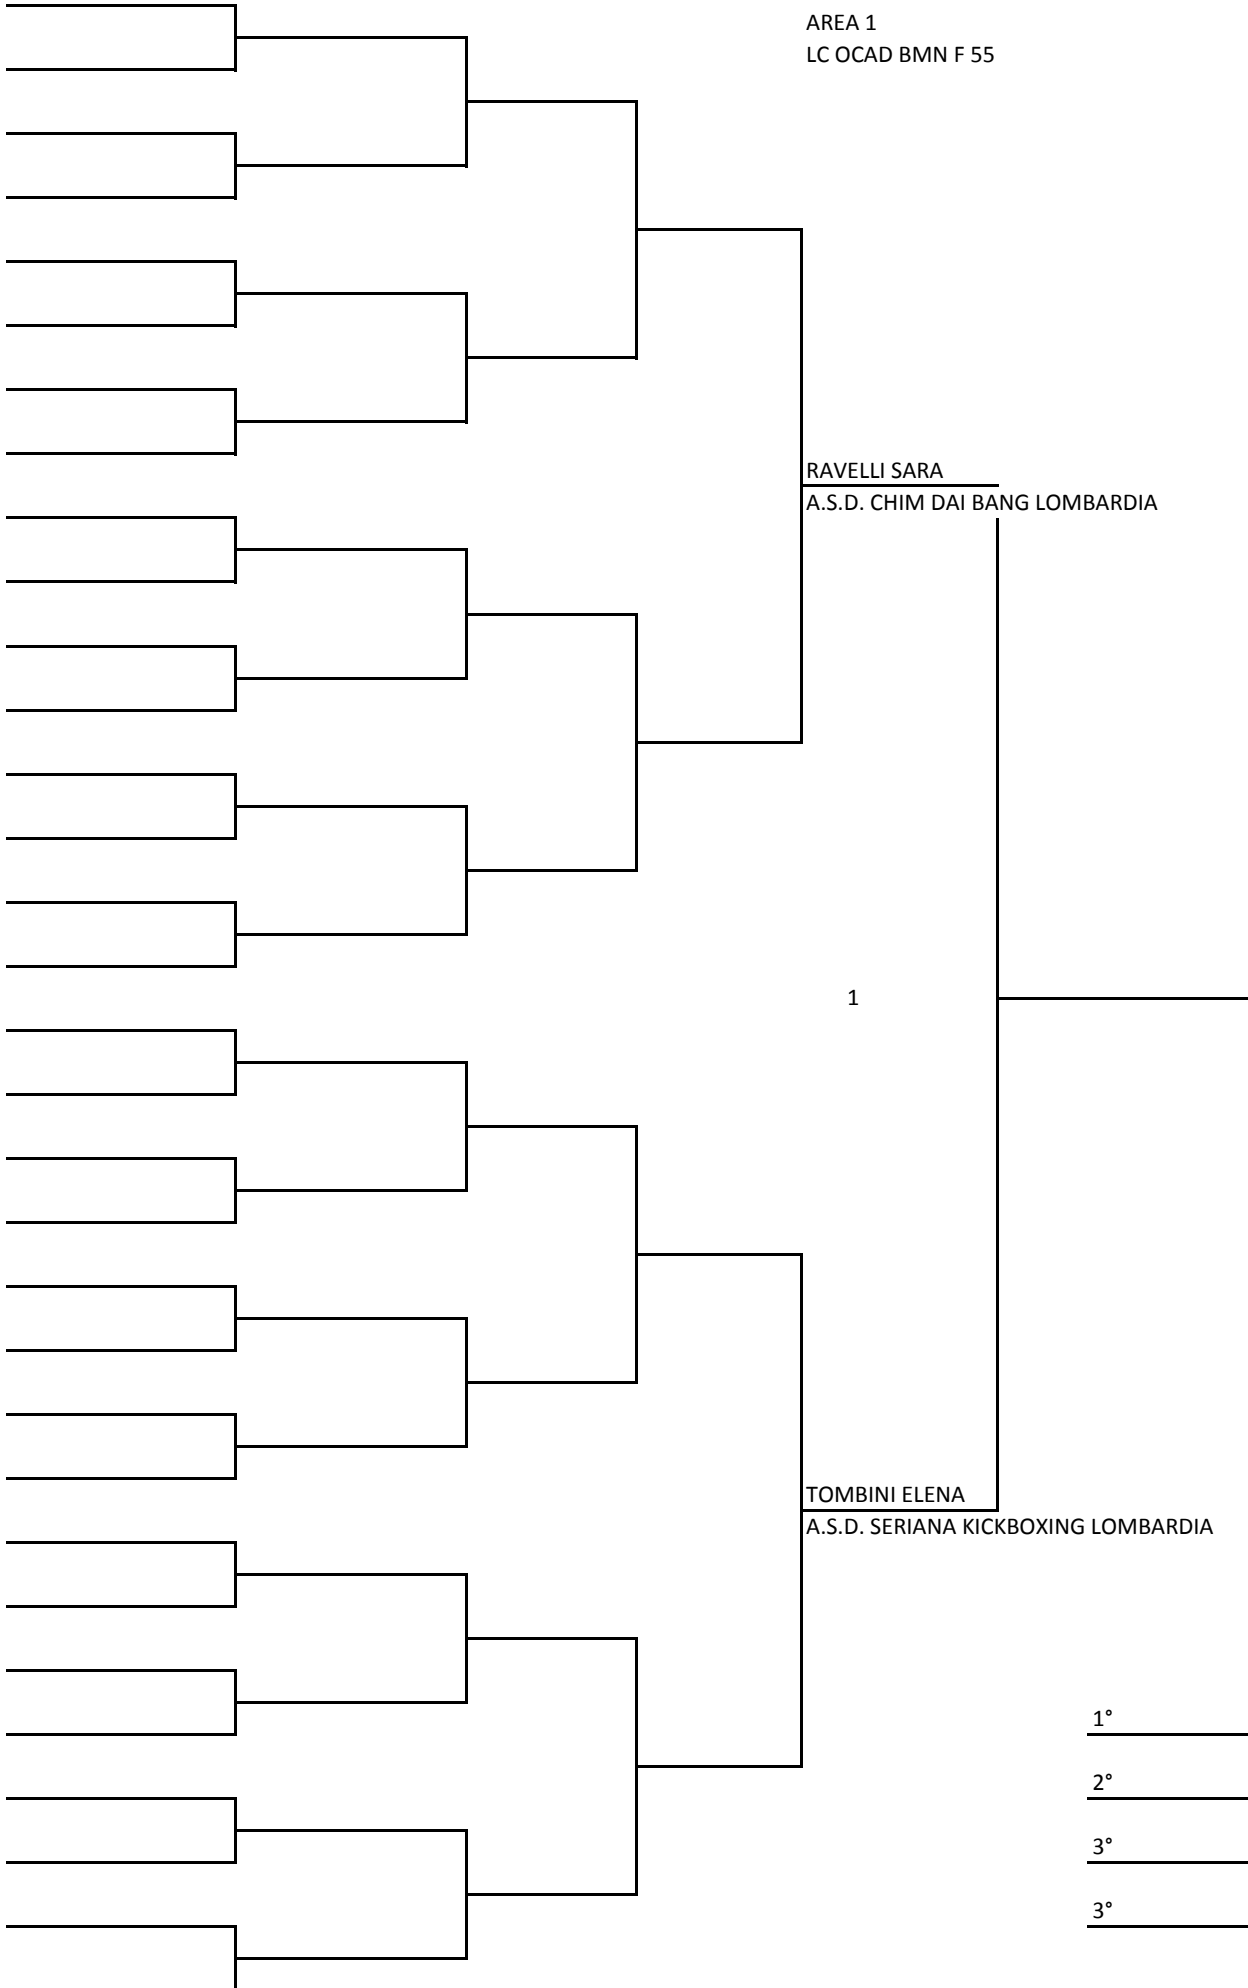 AREA 1
LC OCAD BMN F 55
RAVELLI SARA
A.S.D. CHIM DAI BANG LOMBARDIA
1
TOMBINI ELENA
A.S.D. SERIANA KICKBOXING LOMBARDIA
1°
2°
3°
3°